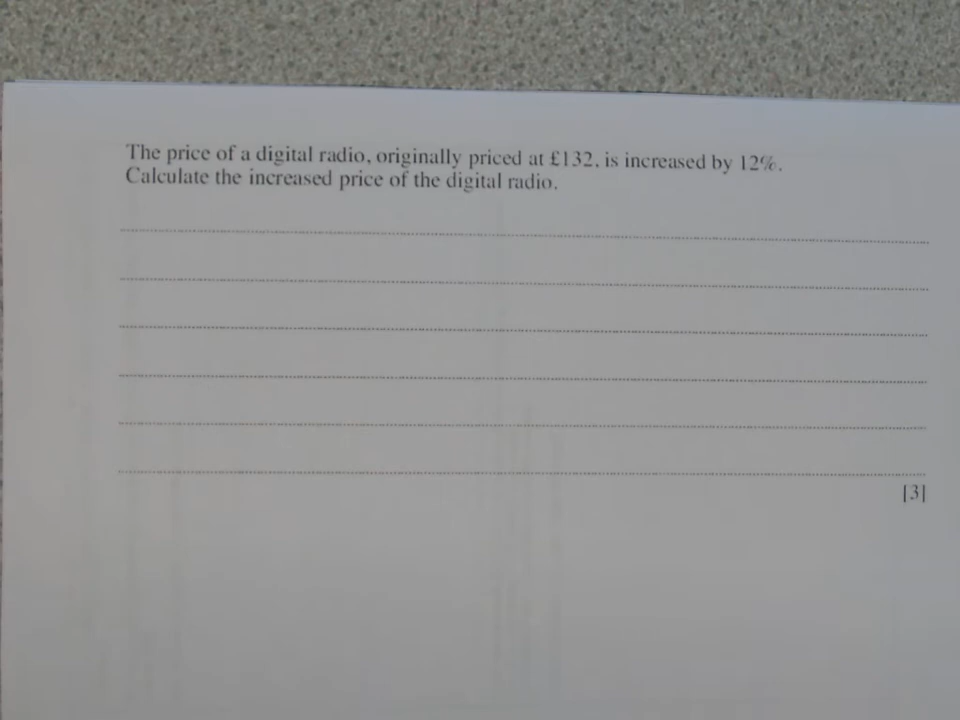 The price of a digital radio, originally priced at £132, is increased by 12%.
Calculate the increased price of the digital radio.
[3]